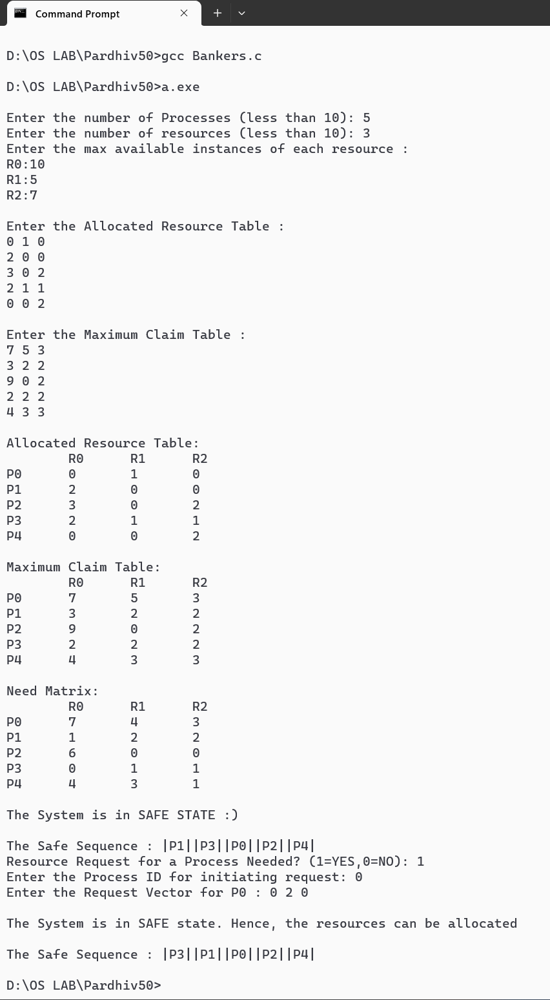 Command Prompt
D:\OS LAB\Pardhiv50>gcc Bankers.c
D:\OS LAB\Pardhiv50>a.exe
Enter the number of Processes (less than 10): 5
Enter the number of resources (less than 10): 3
Enter the max available instances of each resource :
R0:10
R1:5
R2:7
Enter the Allocated Resource Table :
0 1 0
2 0 0
3 0 2
2 1 1
0 0 2
Enter the Maximum Claim Table :
7 5 3
3 2 2
9 0 2
2 2 2
4 3 3
Allocated Resource Table:
R0 R1 R2
P0 0 1 0
P1 2 0 0
P2 3 0 2
P3 2 1 1
P4 0 0 2
Maximum Claim Table:
R0 R1 R2
P0 7 5 3
P1 3 2 2
P2 9 0 2
P3 2 2 2
P4 4 3 3
Need Matrix:
R0 R1 R2
P0 7 4 3
P1 1 2 2
P2 6 0 0
P3 0 1 1
P4 4 3 1
The System is in SAFE STATE :)
The Safe Sequence : |P1||P3||P0||P2||P4|
Resource Request for a Process Needed? (1=YES,0=NO): 1
Enter the Process ID for initiating request: 0
Enter the Request Vector for P0 : 0 2 0
The System is in SAFE state. Hence, the resources can be allocated
The Safe Sequence : |P3||P1||P0||P2||P4|
D:\OS LAB\Pardhiv50>